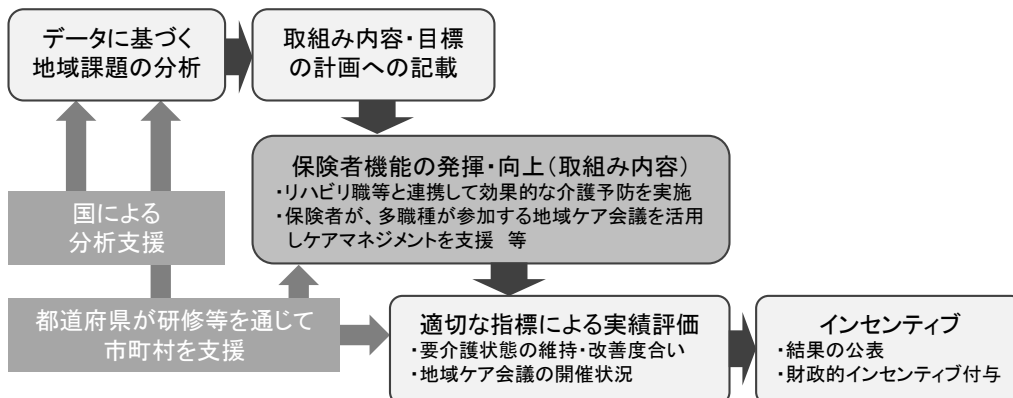 データに基づく
地域課題の分析
取組み内容・目標
の計画への記載
保険者機能の発揮・向上（取組み内容）
・リハビリ職等と連携して効果的な介護予防を実施
・保険者が、多職種が参加する地域ケア会議を活用
しケアマネジメントを支援　等
国による
分析支援
都道府県が研修等を通じて
市町村を支援
適切な指標による実績評価
・要介護状態の維持・改善度合い
・地域ケア会議の開催状況
インセンティブ
・結果の公表
・財政的インセンティブ付与